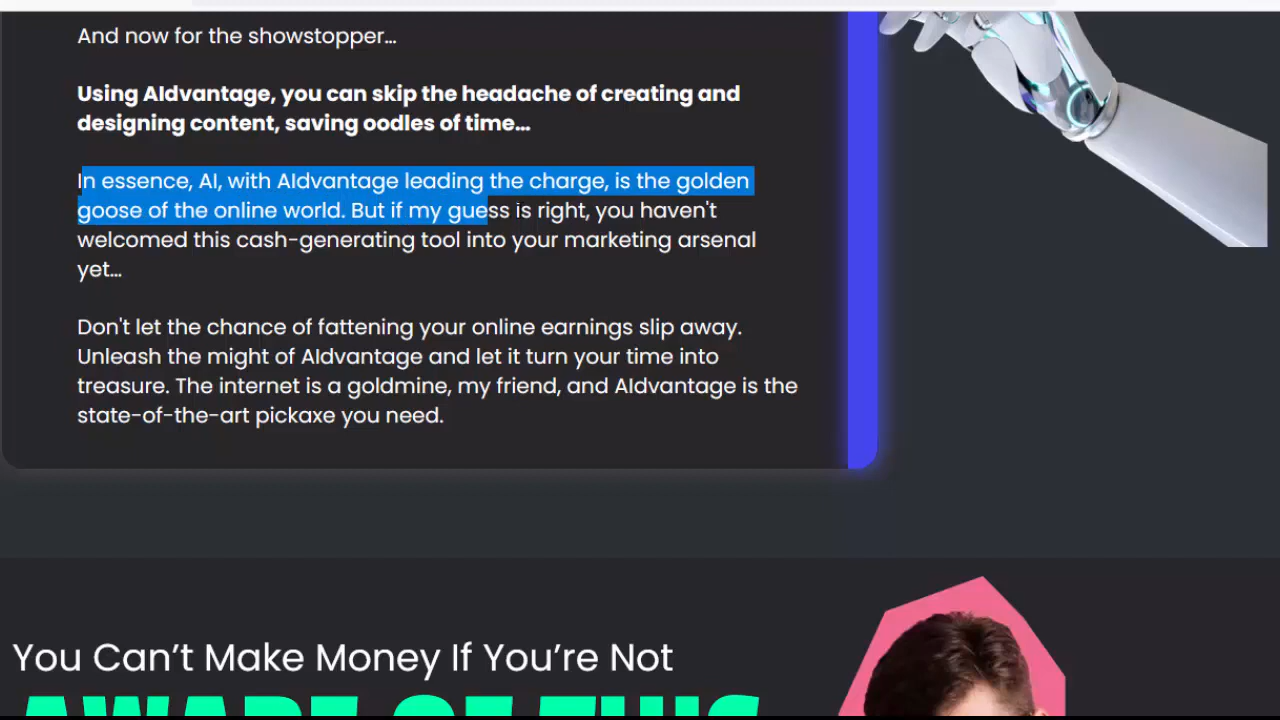 And now for the showstopper...
Using AIdvantage, you can skip the headache of creating and
designing content, saving oodles of time...
In essence, AI, with AIdvantage leading the charge, is the golden
goose of the online world. But if my guess is right, you haven't
welcomed this cash-generating tool into your marketing arsenal
yet...
Don't let the chance of fattening your online earnings slip away.
Unleash the might of AIdvantage and let it turn your time into
treasure. The internet is a goldmine, my friend, and AIdvantage is the
state-of-the-art pickaxe you need.
You Can’t Make Money If You’re Not
AWARE OF THIS